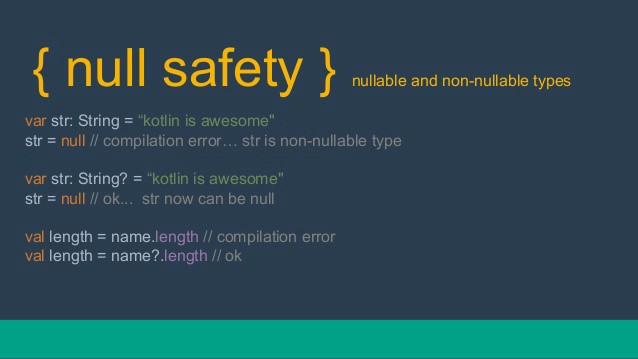 { null safety } nullable and non-nullable types
var str: String = “kotlin is awesome"
str = null // compilation error… str is non-nullable type
var str: String? = “kotlin is awesome"
str = null // ok... str now can be null
val length = name.length // compilation error
val length = name?.length // ok